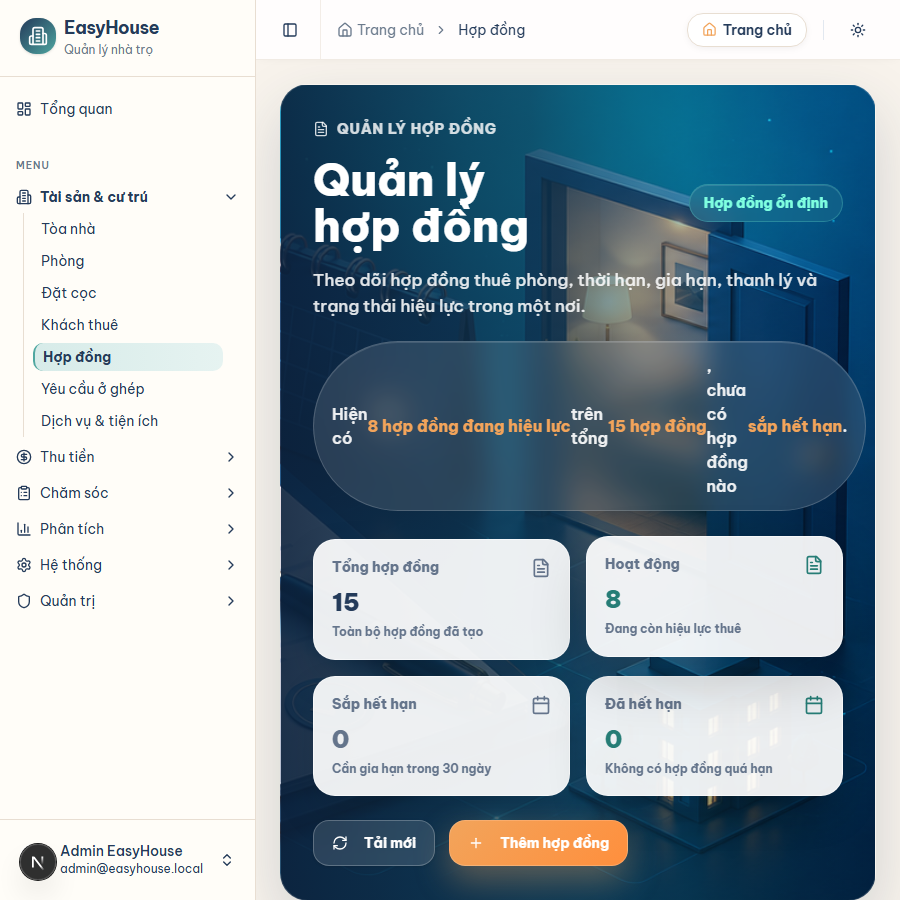 EasyHouse
Quản lý nhà trọ
Tổng quan
MENU
Tài sản & cư trú
Tòa nhà
Phòng
Đặt cọc
Khách thuê
Hợp đồng
Yêu cầu ở ghép
Dịch vụ & tiện ích
Thu tiền
Chăm sóc
Phân tích
Hệ thống
Quản trị
N
Admin EasyHouse
admin@easyhouse.local
Trang chủ > Hợp đồng
Trang chủ
QUẢN LÝ HỢP ĐỒNG
Quản lý
hợp đồng
Hợp đồng ổn định
Theo dõi hợp đồng thuê phòng, thời hạn, gia hạn, thanh lý và
trạng thái hiệu lực trong một nơi.
Hiện
có
8 hợp đồng đang hiệu lực
trên
tổng
15 hợp đồng
,
chưa
có
hợp
đồng
nào
sắp hết hạn.
Tổng hợp đồng
15
Toàn bộ hợp đồng đã tạo
Hoạt động
8
Đang còn hiệu lực thuê
Sắp hết hạn
0
Cần gia hạn trong 30 ngày
Đã hết hạn
0
Không có hợp đồng quá hạn
Tải mới
+ Thêm hợp đồng